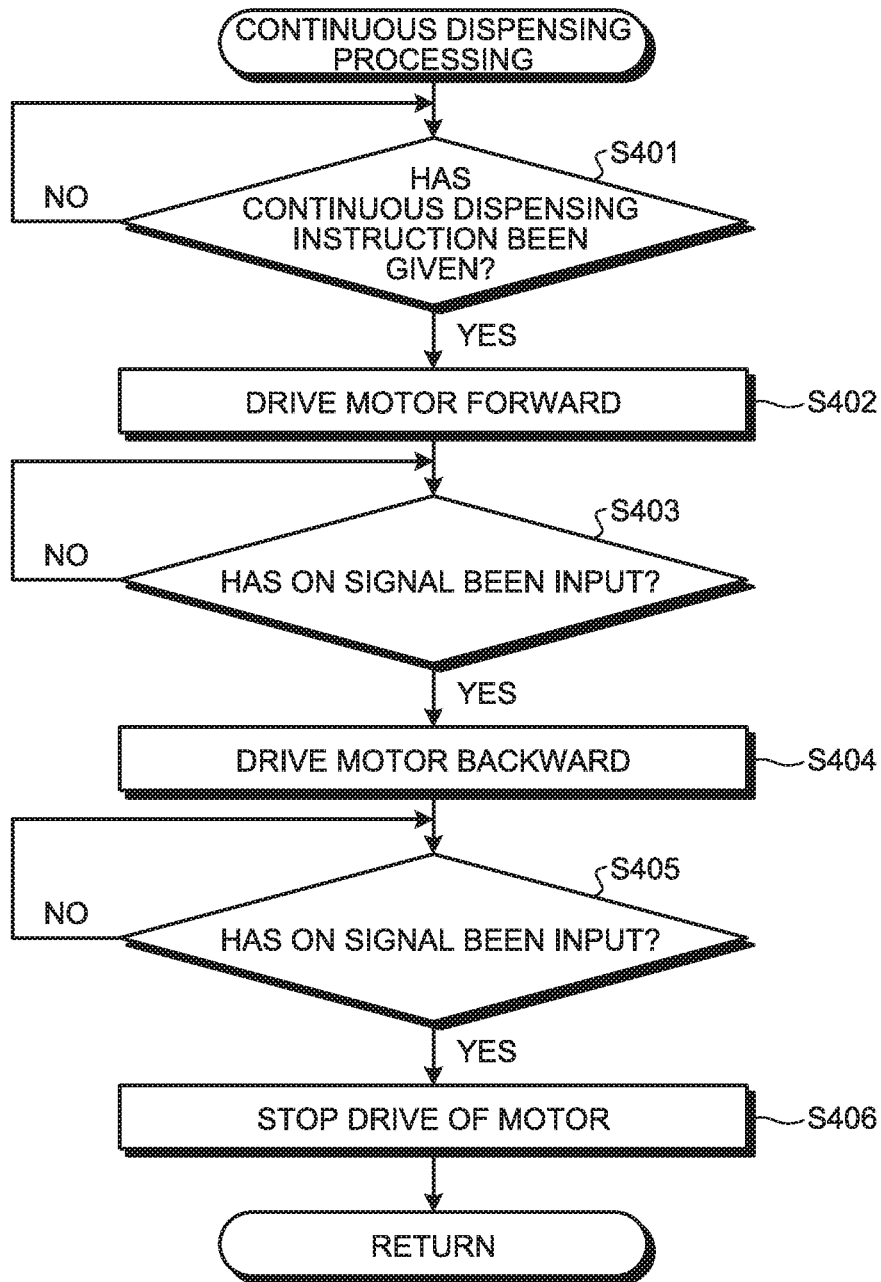 CONTINUOUS DISPENSING
PROCESSING
S401
HAS
CONTINUOUS DISPENSING
INSTRUCTION BEEN
GIVEN?
NO
YES
DRIVE MOTOR FORWARD
S402
S403
NO
HAS ON SIGNAL BEEN INPUT?
YES
DRIVE MOTOR BACKWARD
S404
S405
NO
HAS ON SIGNAL BEEN INPUT?
YES
STOP DRIVE OF MOTOR
S406
RETURN